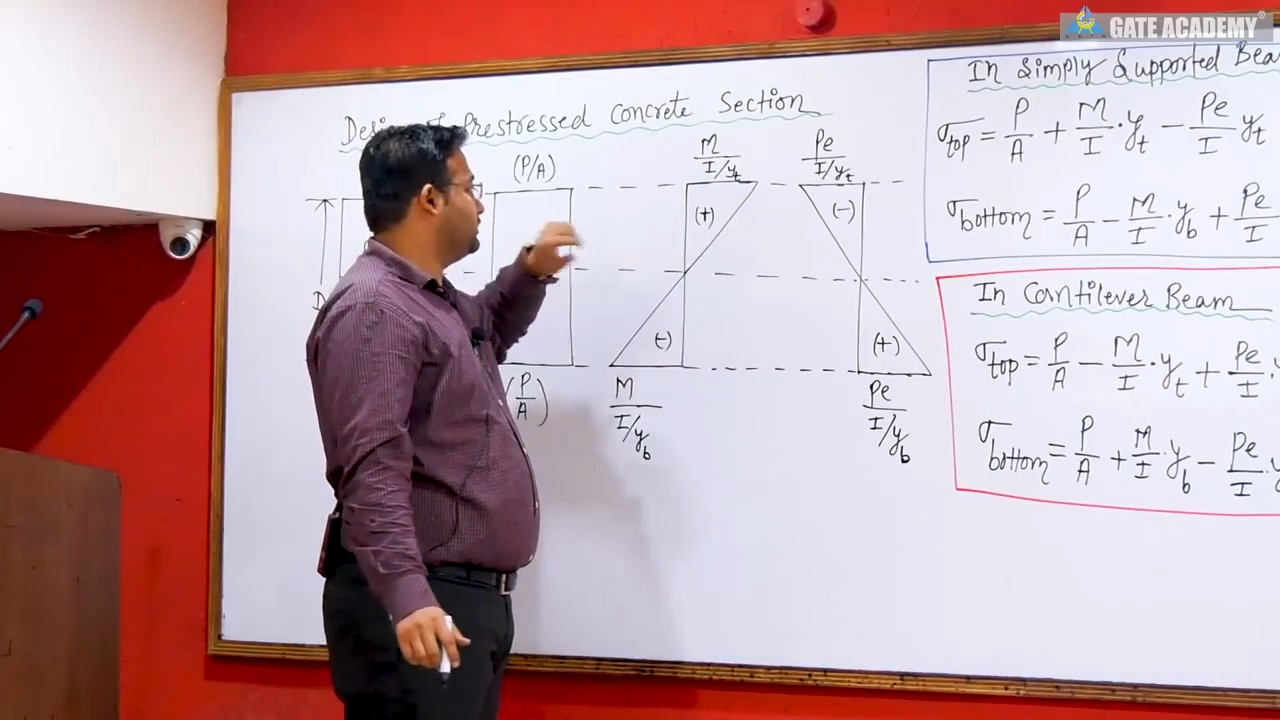 GATE ACADEMY
Design of Prestressed Concrete Section
(P/A)
M
I/yt
Pe
I/yt
(+)
(-)
D
(-)
(+)
(P/A)
M
I/yb
Pe
I/yb
In Simply Supported
σtop = P/A + M/I · yt - Pe/I yt
σbottom = P/A - M/I · yb + Pe/I
In Cantilever Beam
σtop = P/A - M/I · yt + Pe/I ·
σbottom = P/A + M/I · yb - Pe/I ·